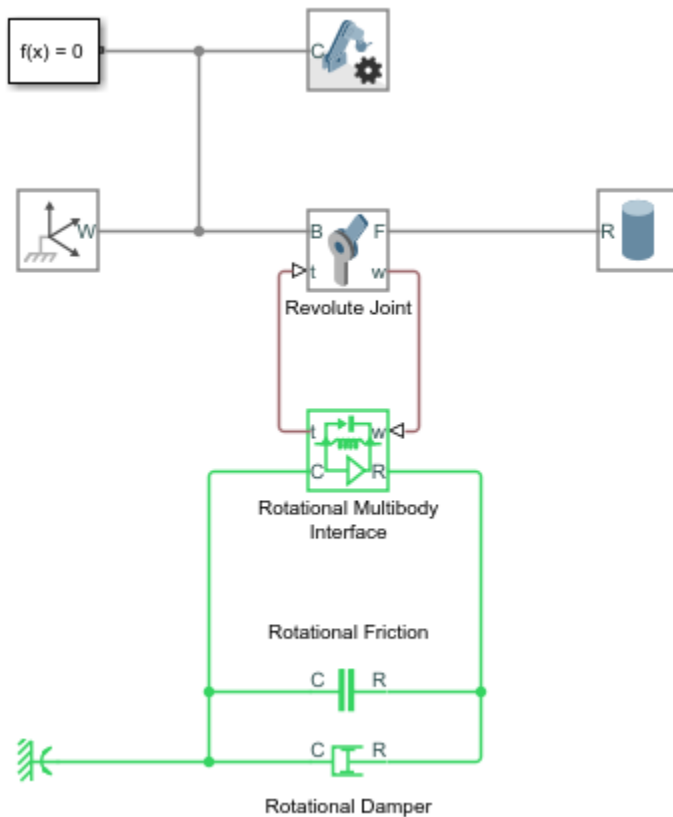 f(x) = 0
C
W
B F
R
t w
Revolute Joint
t w
C R
Rotational Multibody
Interface
Rotational Friction
C R
C R
Rotational Damper